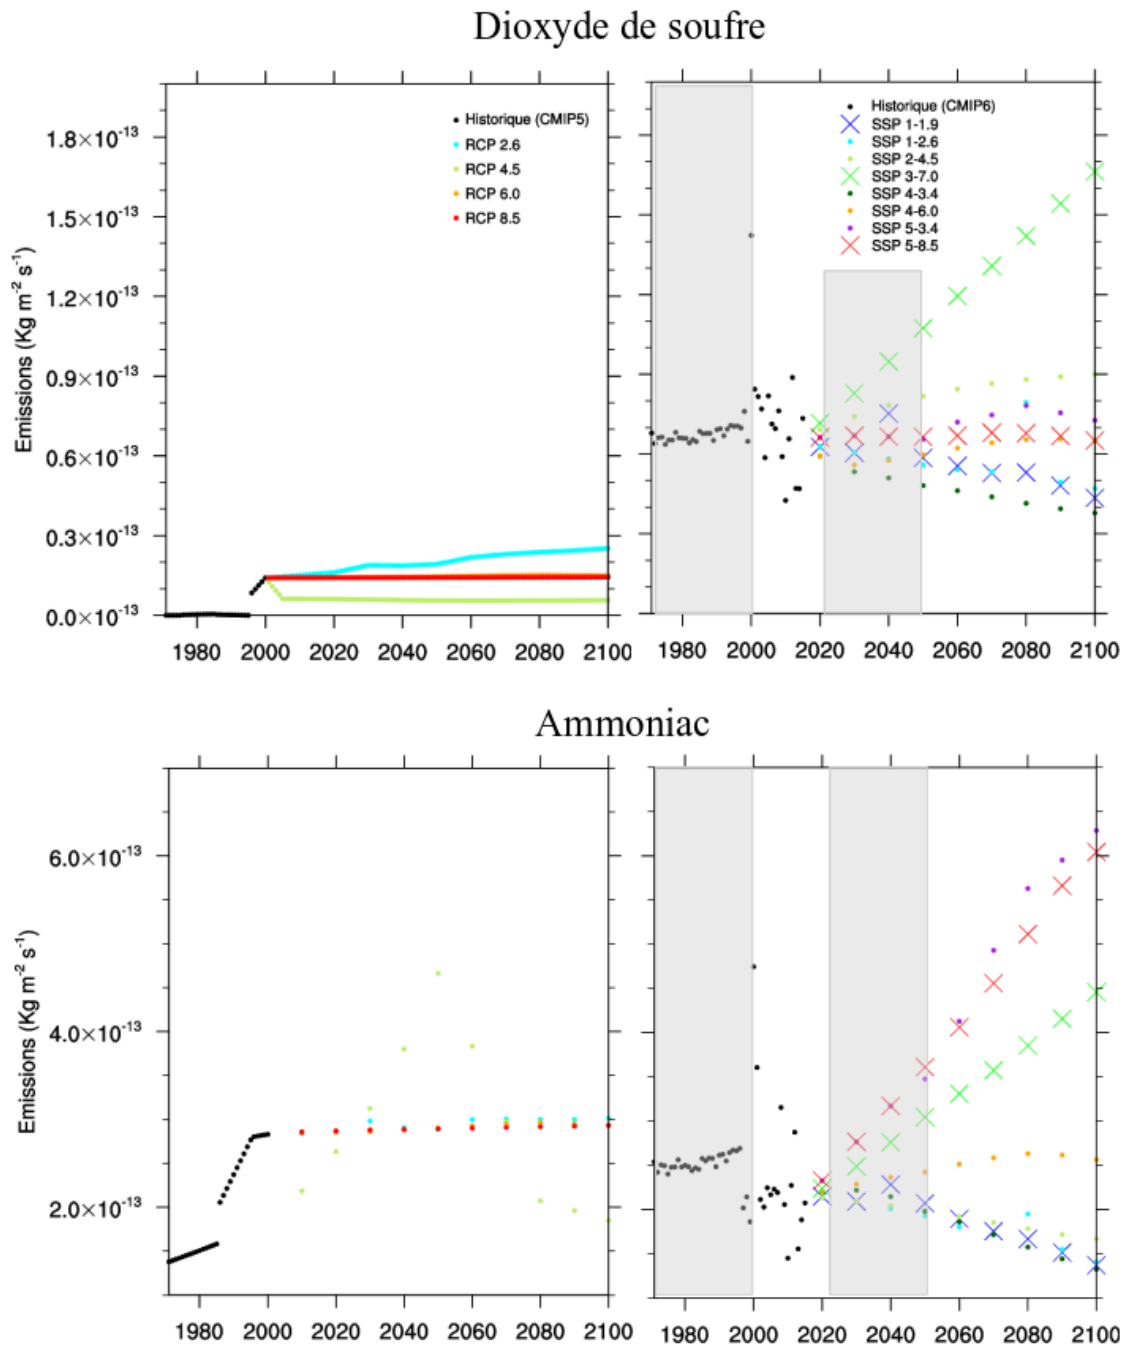 Dioxyde de soufre
Emissions (Kg m-2 s-1)
1.8×10-13
1.5×10-13
1.2×10-13
0.9×10-13
0.6×10-13
0.3×10-13
0.0×10-13
Historique (CMIP5)
RCP 2.6
RCP 4.5
RCP 6.0
RCP 8.5
1980 2000 2020 2040 2060 2080 2100
Historique (CMIP6)
SSP 1-1.9
SSP 1-2.6
SSP 2-4.5
SSP 3-7.0
SSP 4-3.4
SSP 4-6.0
SSP 5-3.4
SSP 5-8.5
1980 2000 2020 2040 2060 2080 2100
Ammoniac
Emissions (Kg m-2 s-1)
6.0×10-13
4.0×10-13
2.0×10-13
1980 2000 2020 2040 2060 2080 2100
1980 2000 2020 2040 2060 2080 2100